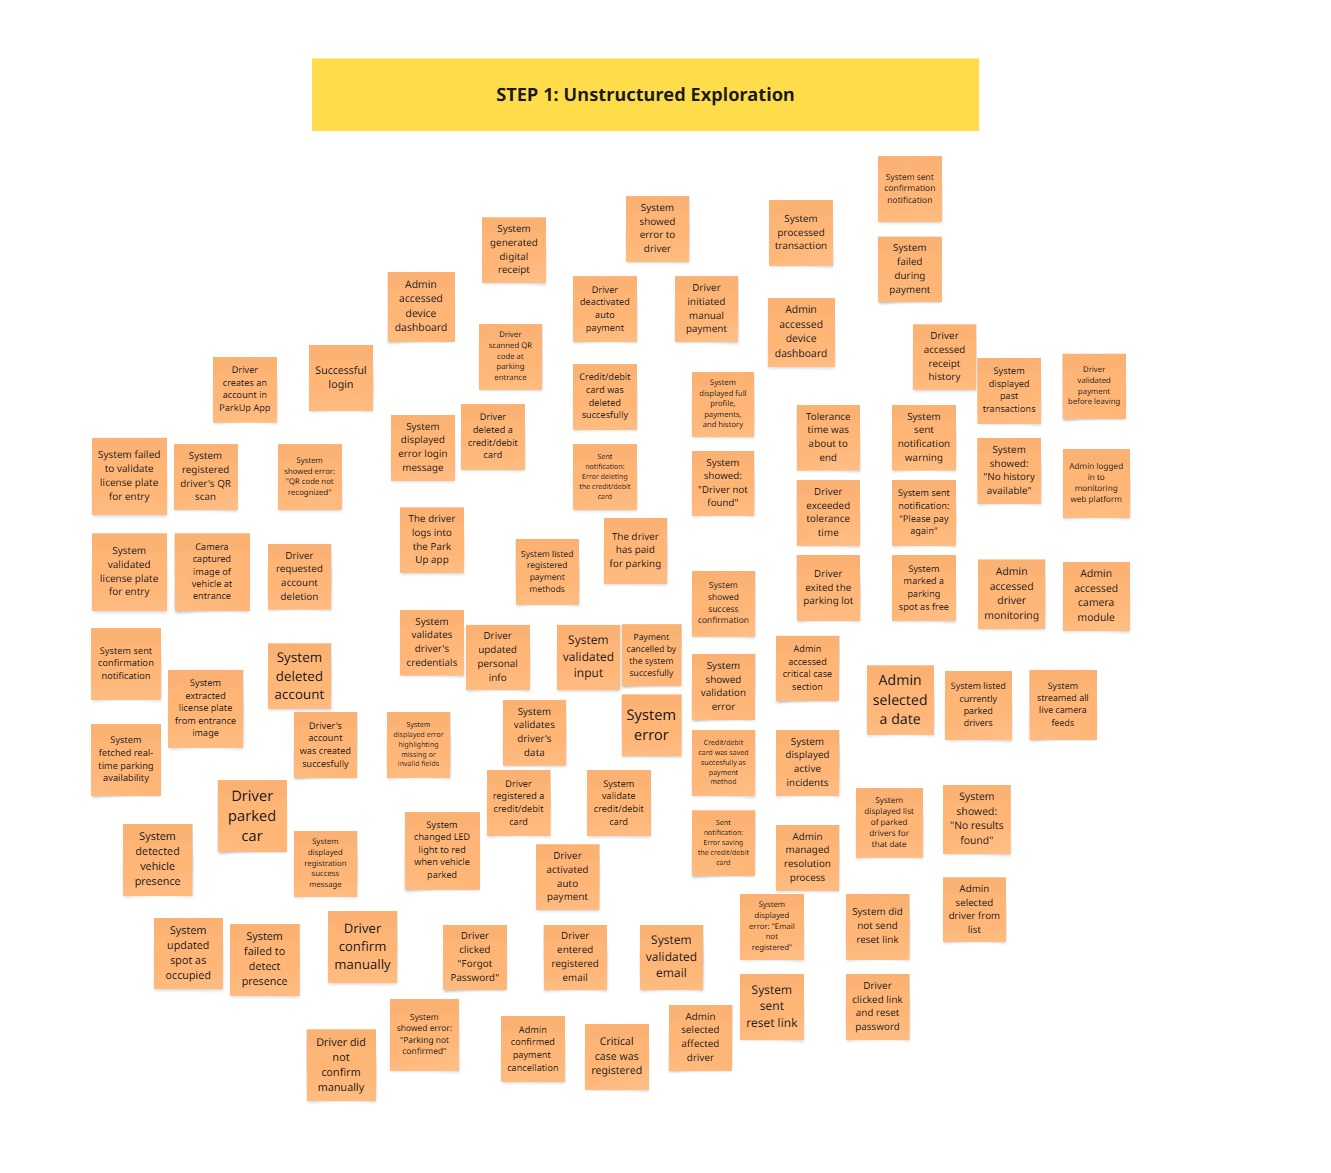 STEP 1: Unstructured Exploration
System sent
confirmation
notification
System
showed
error to
driver
System
processed
transaction
System
generated
digital
receipt
System
failed
during
payment
Admin
accessed
device
dashboard
Driver
deactivated
auto
payment
Driver
initiated
manual
payment
Admin
accessed
device
dashboard
Driver
scanned QR
code at
parking
entrance
Driver
accessed
receipt
history
Driver
creates an
account in
ParkUp App
Successful
login
Credit/debit
card was
deleted
succesfully
System
displayed full
profile,
payments,
and history
System
displayed
past
transactions
Driver
validated
payment
before leaving
System
displayed
error login
message
Driver
deleted a
credit/debit
card
Tolerance
time was
about to
end
System
sent
notification
warning
System failed
to validate
license plate
for entry
System
registered
driver's QR
scan
System
showed error:
"QR code not
recognized"
Sent
notification:
Error deleting
the credit/debit
card
System
showed:
"Driver not
found"
System
showed: "No
history
available"
Admin logged
in to
monitoring
web platform
Driver
exceeded
tolerance
time
System sent
notification:
"Please pay
again"
The driver
logs into
the Park
Up app
The driver
has paid
for parking
System
validated
license plate
for entry
Camera
captured
image of
vehicle at
entrance
Driver
requested
account
deletion
System listed
registered
payment
methods
System
showed
success
confirmation
Driver
exited the
parking lot
System
marked a
parking
spot as free
Admin
accessed
driver
monitoring
Admin
accessed
camera
module
System sent
confirmation
notification
System
validates
driver's
credentials
Driver
updated
personal
info
System
validated
input
Payment
cancelled by
the system
succesfully
System
extracted
license plate
from entrance
image
System
deleted
account
System
showed
validation
error
Admin
accessed
critical case
section
Admin
selected
a date
System listed
currently
parked
drivers
System
streamed all
live camera
feeds
System
fetched real-
time parking
availability
Driver's
account
was created
succesfully
System
displayed error
highlighting
missing or
invalid fields
System
validates
driver's
data
System
error
Credit/debit
card was saved
succesfully as
payment
method
System
displayed
active
incidents
Driver
parked
car
Driver
registered a
credit/debit
card
System
validate
credit/debit
card
System
displayed list
of parked
drivers for
that date
System
showed:
"No results
found"
System
detected
vehicle
presence
System
displayed
registration
success
message
System
changed LED
light to red
when vehicle
parked
Driver
activated
auto
payment
Sent
notification:
Error saving
the credit/debit
card
Admin
managed
resolution
process
Admin
selected
driver from
list
System
updated
spot as
occupied
System
failed to
detect
presence
Driver
confirm
manually
Driver
clicked
"Forgot
Password"
Driver
entered
registered
email
System
validated
email
System
displayed
error: "Email
not
registered"
System did
not send
reset link
System
sent
reset link
Driver
clicked link
and reset
password
Driver did
not
confirm
manually
System
showed error:
"Parking not
confirmed"
Admin
confirmed
payment
cancellation
Critical
case was
registered
Admin
selected
affected
driver